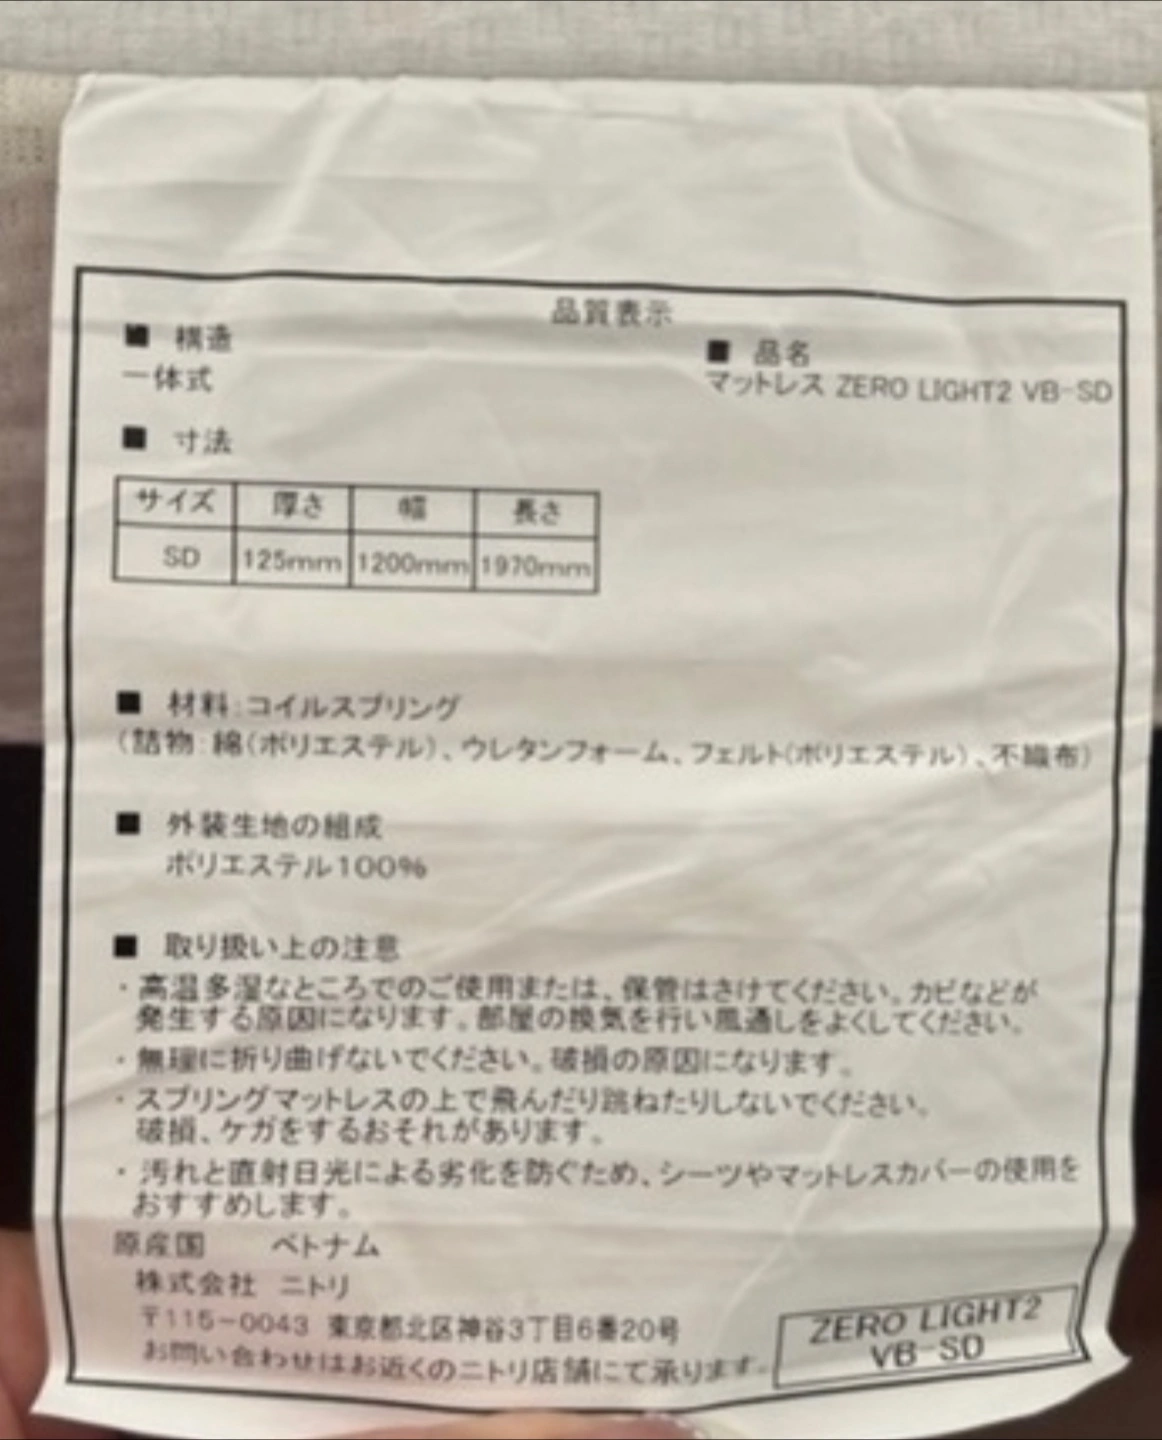 品質表示
■ 構造
一体式
■ 品名
マットレス ZERO LIGHT2 VB-SD
■ 寸法
サイズ 厚さ 幅 長さ
SD 125mm 1200mm 1970mm
■ 材料:コイルスプリング
(詰物:綿(ポリエステル)、ウレタンフォーム、フェルト(ポリエステル)、不織布)
■ 外装生地の組成
ポリエステル100%
■ 取り扱い上の注意
・高温多湿なところでのご使用または、保管はさけてください。カビなどが
発生する原因になります。部屋の換気を行い風通しをよくしてください。
・無理に折り曲げないでください。破損の原因になります。
・スプリングマットレスの上で飛んだり跳ねたりしないでください。
破損、ケガをするおそれがあります。
・汚れと直射日光による劣化を防ぐため、シーツやマットレスカバーの使用を
おすすめします。
原産国 ベトナム
株式会社 ニトリ
〒115-0043 東京都北区神谷3丁目6番20号
お問い合わせはお近くのニトリ店舗にて承ります。
ZERO LIGHT2
VB-SD